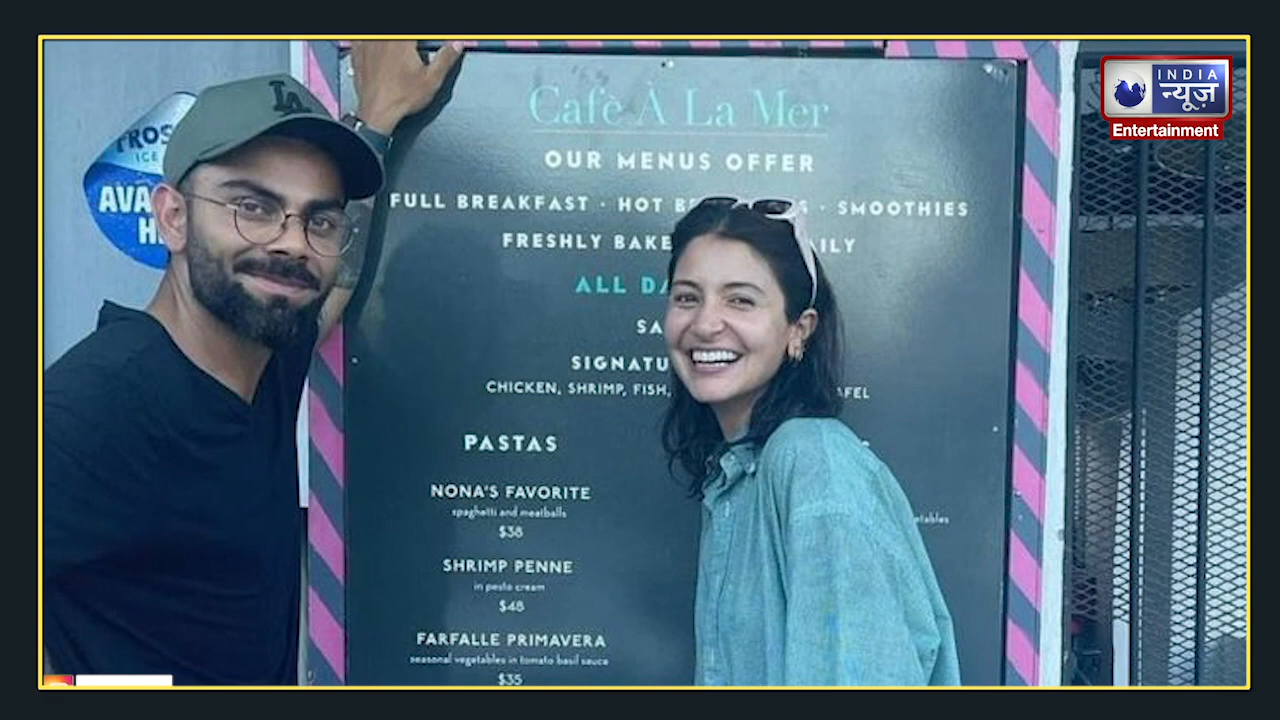 INDIA
न्यूज़
Entertainment
LA
FROS
ICE
AVA
H
Cafè À La Mer
OUR MENUS OFFER
FULL BREAKFAST · HOT · SMOOTHIES
FRESHLY BAKE ILY
ALL DA
SA
SIGNATU
CHICKEN, SHRIMP, FISH, AFEL
PASTAS
NONA'S FAVORITE
spaghetti and meatballs
$38
etables
SHRIMP PENNE
in pesto cream
$48
FARFALLE PRIMAVERA
seasonal vegetables in tomato basil sauce
$35